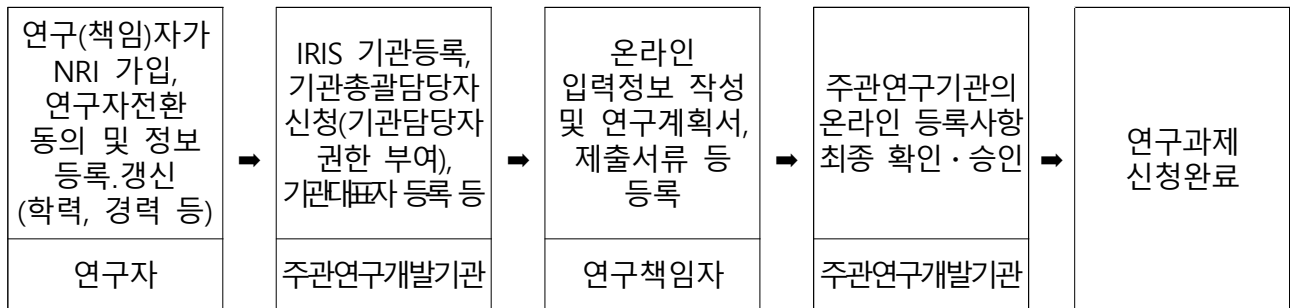 연구(책임)자가
NRI 가입,
연구자전환
동의 및 정보
등록.갱신
(학력, 경력 등)
연구자
➡
IRIS 기관등록,
기관총괄담당자
신청(기관담당자
권한 부여),
기관대표자 등록 등
주관연구개발기관
➡
온라인
입력정보 작성
및 연구계획서,
제출서류 등
등록
연구책임자
➡
주관연구기관의
온라인 등록사항
최종 확인・승인
주관연구개발기관
➡
연구과제
신청완료